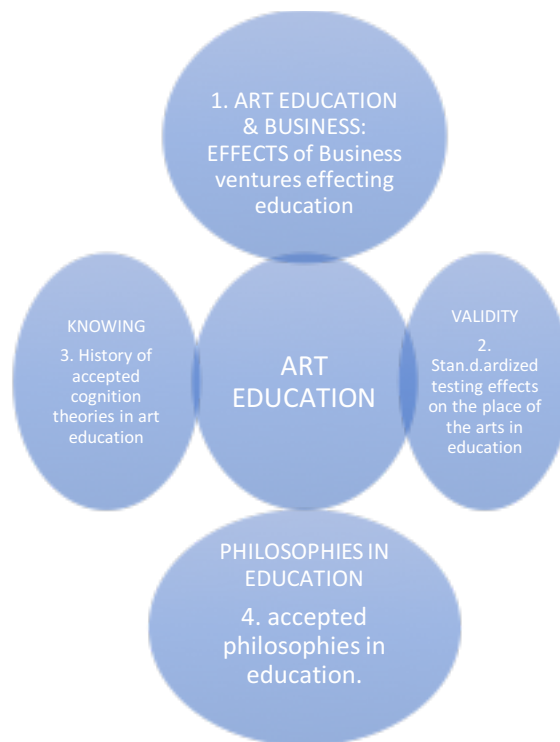 1. ART EDUCATION
& BUSINESS:
EFFECTS of Business
ventures effecting
education
KNOWING
3. History of
accepted
cognition
theories in art
education
ART
EDUCATION
VALIDITY
2.
Stan.d.ardized
testing effects
on the place of
the arts in
education
PHILOSOPHIES IN
EDUCATION
4. accepted
philosophies in
education.